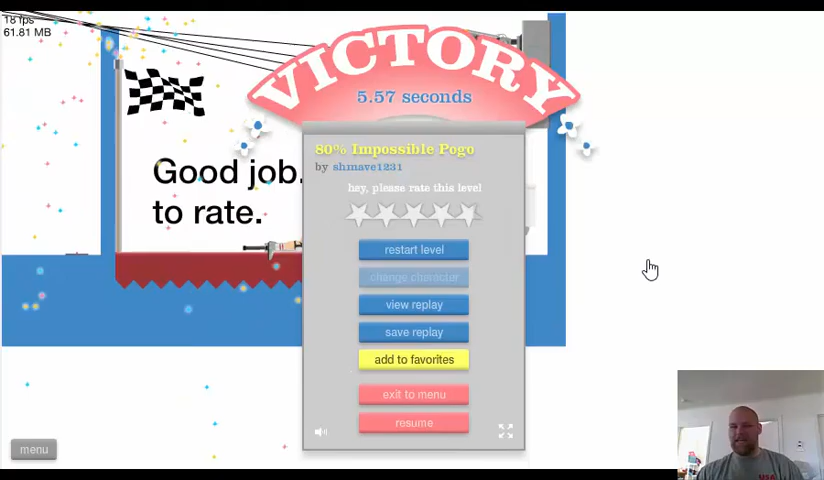 18 fps
61.81 MB
VICTORY
5.57 seconds
80% Impossible Pogo
by shmave1231
hay, please rate this level
Good job.
to rate.
restart level
change character
view replay
save replay
add to favorites
exit to menu
resume
menu